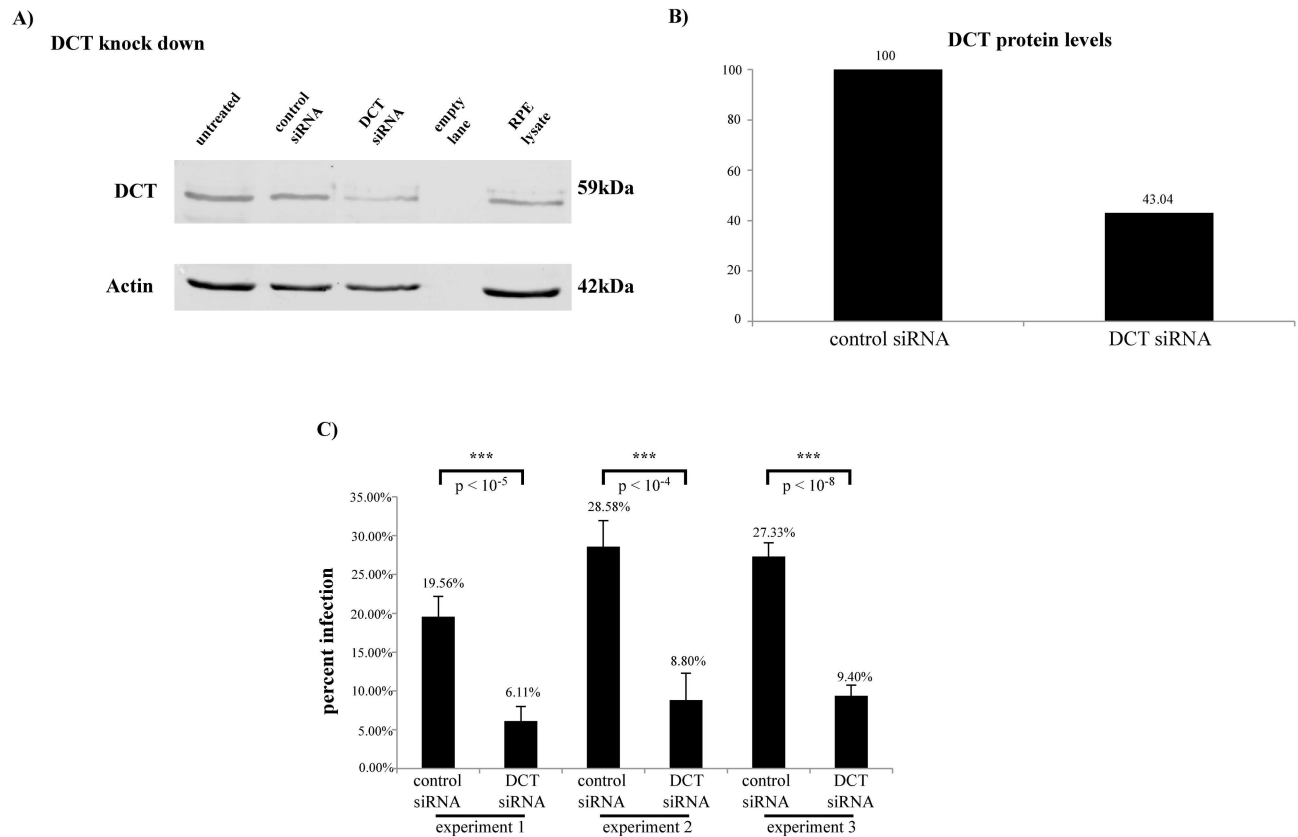 A)
DCT knock down
untreated
control
siRNA
DCT
siRNA
empty
lane
RPE
lysate
DCT
59kDa
Actin
42kDa
B)
DCT protein levels
100
100
80
60
40
20
0
43.04
control siRNA
DCT siRNA
C)
***
***
***
p < 10-5
p < 10-4
p < 10-8
percent infection
35.00%
30.00%
25.00%
20.00%
15.00%
10.00%
5.00%
0.00%
19.56%
6.11%
28.58%
8.80%
27.33%
9.40%
control
siRNA
DCT
siRNA
control
siRNA
DCT
siRNA
control
siRNA
DCT
siRNA
experiment 1
experiment 2
experiment 3